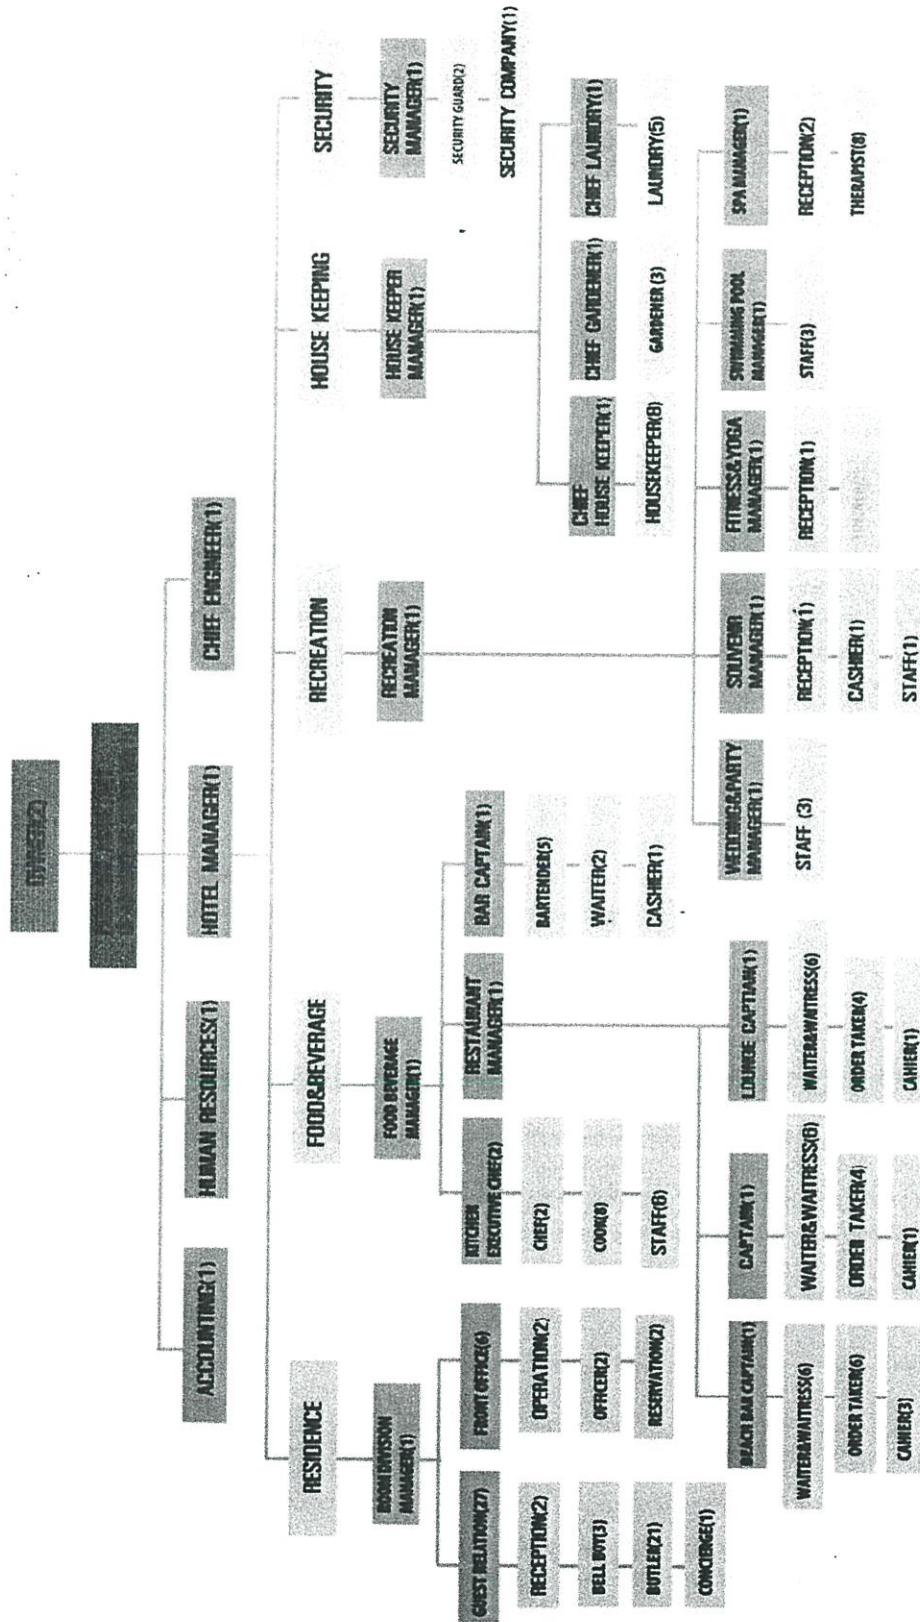 OWNER(2)
ACCOUNTING(1)
HUMAN RESOURCES(1)
HOTEL MANAGER(1)
CHIEF ENGINEER(1)
RESIDENCE
FOOD&BEVERAGE
RECREATION
HOUSE KEEPING
SECURITY
ROOM DIVISION
MANAGER(1)
FOOD BEVERAGE
MANAGER(1)
RECREATION
MANAGER(1)
HOUSE KEEPER
MANAGER(1)
SECURITY
MANAGER(1)
SECURITY GUARD(2)
SECURITY COMPANY(1)
GUEST RELATION(27)
RECEPTION(2)
BELL BOY(3)
BUTLER(21)
CONCIERGE(1)
FRONT OFFICE(6)
OPERATION(2)
OFFICER(2)
RESERVATION(2)
KITCHEN
EXECUTIVE CHEF(2)
CHEF(2)
COOK(8)
STAFF(8)
RESTAURANT
MANAGER(1)
BAR CAPTAIN(1)
BARTENDER(5)
WAITER(2)
CASHIER(1)
CHIEF
HOUSE KEEPER(1)
HOUSEKEEPER(8)
CHIEF GARDENER(1)
GARDENER (3)
CHIEF LAUNDRY(1)
LAUNDRY(5)
BEACH BAR CAPTAIN(1)
WAITER&WAITRESS(6)
ORDER TAKER(6)
CAHIER(3)
CAPTAIN(1)
WAITER&WAITRESS(6)
ORDER TAKER(4)
CAHIER(1)
LOUNGE CAPTAIN(1)
WAITER&WAITRESS(6)
ORDER TAKER(4)
CAHIER(1)
WEDDING&PARTY
MANAGER(1)
STAFF (3)
SOUVENIR
MANAGER(1)
RECEPTION(1)
CASHIER(1)
STAFF(1)
FITNESS&YOGA
MANAGER(1)
RECEPTION(1)
SWIMMING POOL
MANAGER(1)
STAFF(3)
SPA MANAGER(1)
RECEPTION(2)
THERAPIST(8)